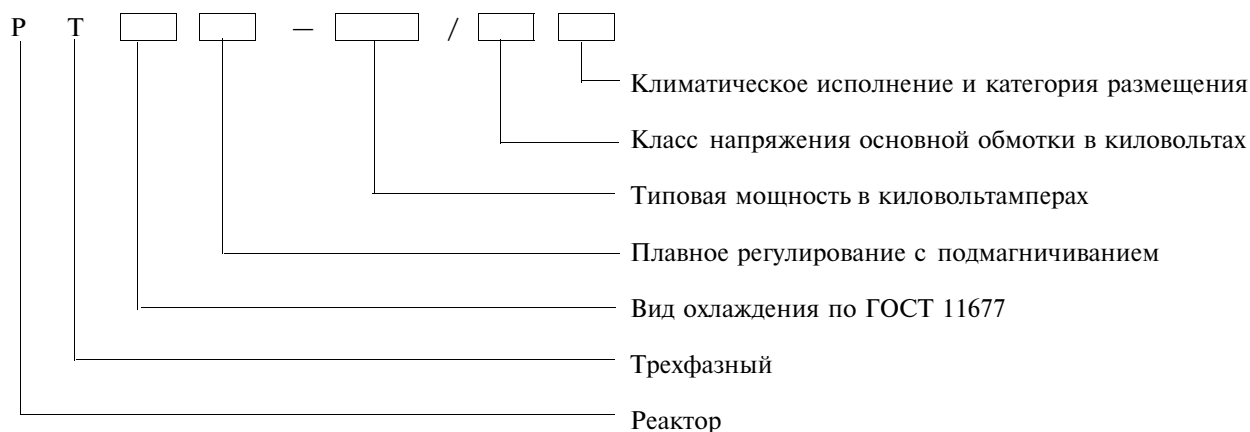 Р Т – /
Климатическое исполнение и категория размещения
Класс напряжения основной обмотки в киловольтах
Типовая мощность в киловольтамперах
Плавное регулирование с подмагничиванием
Вид охлаждения по ГОСТ 11677
Трехфазный
Реактор